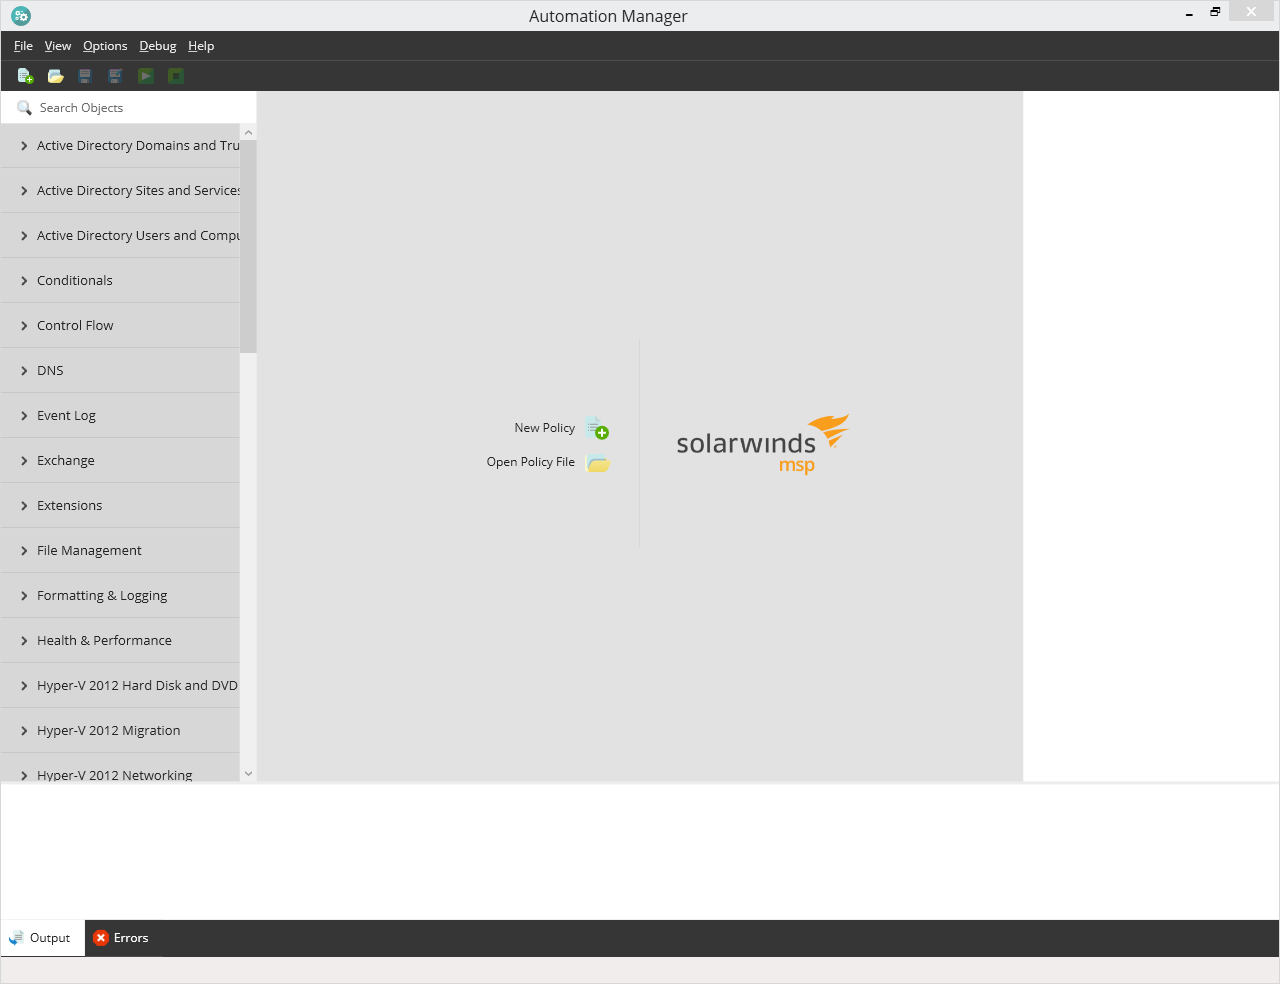 Automation Manager
File View Options Debug Help
Search Objects
Active Directory Domains and Tru
Active Directory Sites and Services
Active Directory Users and Compu
Conditionals
Control Flow
DNS
Event Log
Exchange
Extensions
File Management
Formatting & Logging
Health & Performance
Hyper-V 2012 Hard Disk and DVD
Hyper-V 2012 Migration
Hyper-V 2012 Networking
New Policy
Open Policy File
solarwinds
msp
Output
Errors